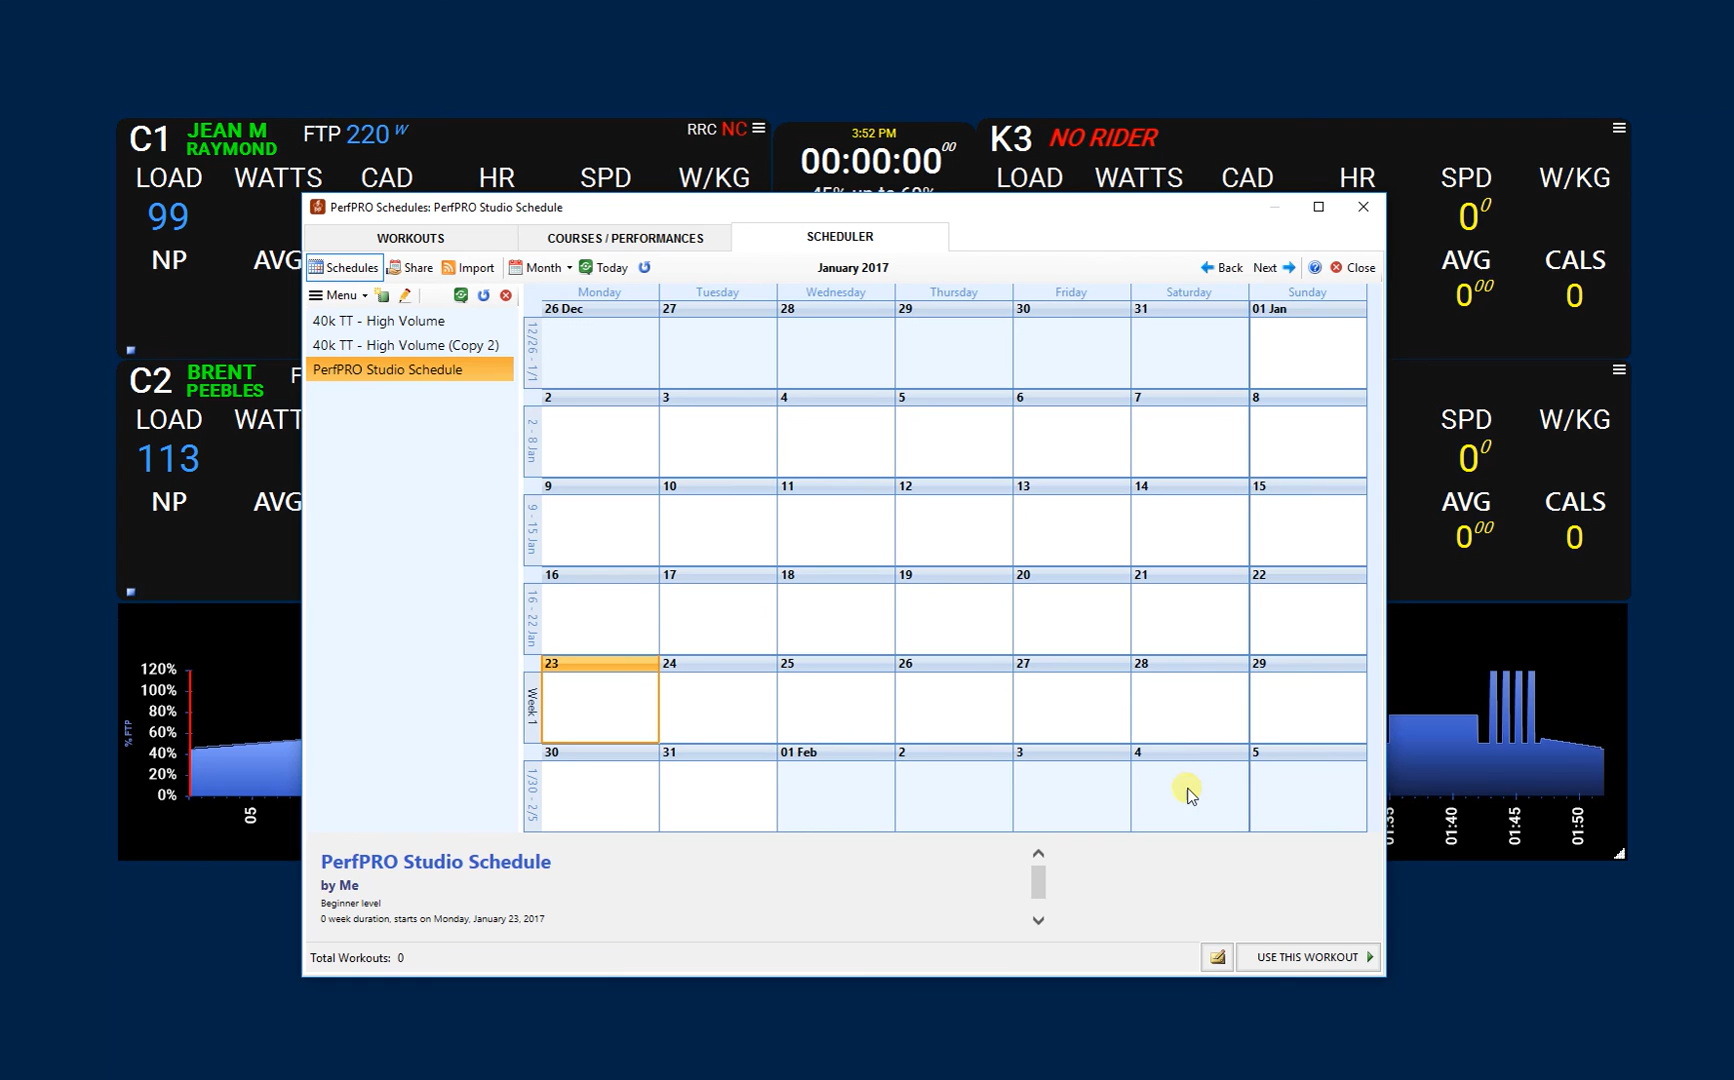 C1 JEAN M RAYMOND FTP 220 W RRC NC
LOAD WATTS CAD HR SPD W/KG
99
NP AVG
3:52 PM
00:00:00 00
K3 NO RIDER
LOAD WATTS CAD HR SPD W/KG
0 0
AVG CALS
0 00 0
C2 BRENT PEEBLES F
LOAD WATT
113
NP AVG
SPD W/KG
0 0
AVG CALS
0 00 0
% FTP
120%
100%
80%
60%
40%
20%
0%
05
01:35
01:40
01:45
01:50
PerfPRO Schedules: PerfPRO Studio Schedule
WORKOUTS COURSES / PERFORMANCES SCHEDULER
Schedules Share Import Month Today January 2017 Back Next Close
Menu
40k TT - High Volume
40k TT - High Volume (Copy 2)
PerfPRO Studio Schedule
Monday Tuesday Wednesday Thursday Friday Saturday Sunday
26 Dec 27 28 29 30 31 01 Jan
12/26 - 1/1
2 3 4 5 6 7 8
2 - 8 Jan
9 10 11 12 13 14 15
9 - 15 Jan
16 17 18 19 20 21 22
16 - 22 Jan
23 24 25 26 27 28 29
Week 1
30 31 01 Feb 2 3 4 5
1/30 - 2/5
PerfPRO Studio Schedule
by Me
Beginner level
0 week duration, starts on Monday, January 23, 2017
Total Workouts: 0
USE THIS WORKOUT